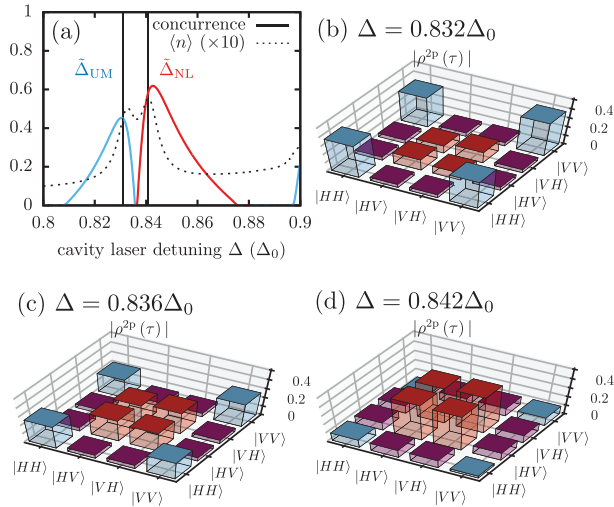 (a)
concurrence
⟨n⟩ (×10)
Δ̃_UM
Δ̃_NL
1
0.8
0.6
0.4
0.2
0
0.8 0.82 0.84 0.86 0.88 0.9
cavity laser detuning Δ (Δ₀)
(b) Δ = 0.832Δ₀
|ρ²ᵖ(τ)|
0.4
0.2
0
|HH⟩ |HV⟩ |VH⟩ |VV⟩
|HH⟩ |HV⟩ |VH⟩ |VV⟩
(c) Δ = 0.836Δ₀
|ρ²ᵖ(τ)|
0.4
0.2
0
|HH⟩ |HV⟩ |VH⟩ |VV⟩
|HH⟩ |HV⟩ |VH⟩ |VV⟩
(d) Δ = 0.842Δ₀
|ρ²ᵖ(τ)|
0.4
0.2
0
|HH⟩ |HV⟩ |VH⟩ |VV⟩
|HH⟩ |HV⟩ |VH⟩ |VV⟩